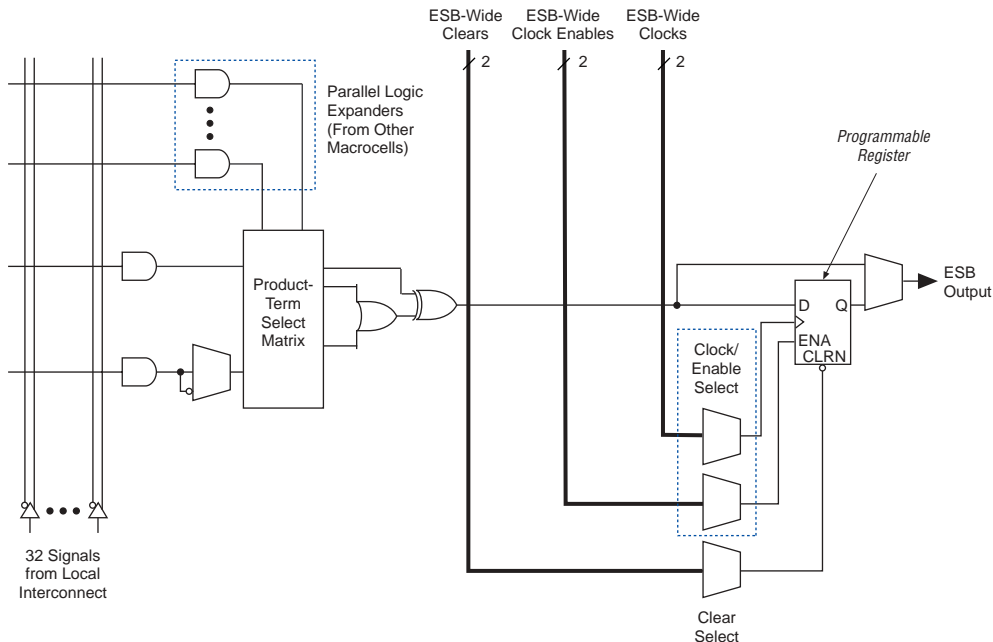 ESB-Wide
Clears
ESB-Wide
Clock Enables
ESB-Wide
Clocks
2
2
2
Parallel Logic
Expanders
(From Other
Macrocells)
Programmable
Register
Product-
Term
Select
Matrix
ESB
Output
D
Q
ENA
CLRN
Clock/
Enable
Select
32 Signals
from Local
Interconnect
Clear
Select